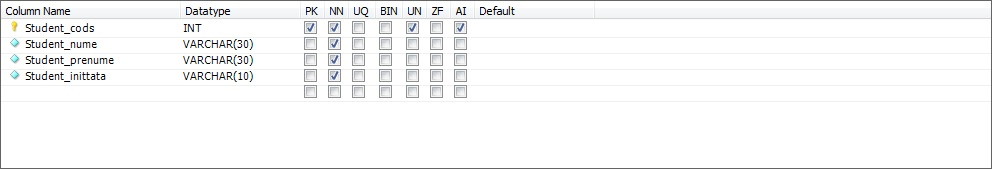 Column Name Datatype PK NN UQ BIN UN ZF AI Default
Student_cods INT
Student_nume VARCHAR(30)
Student_prenume VARCHAR(30)
Student_inittata VARCHAR(10)